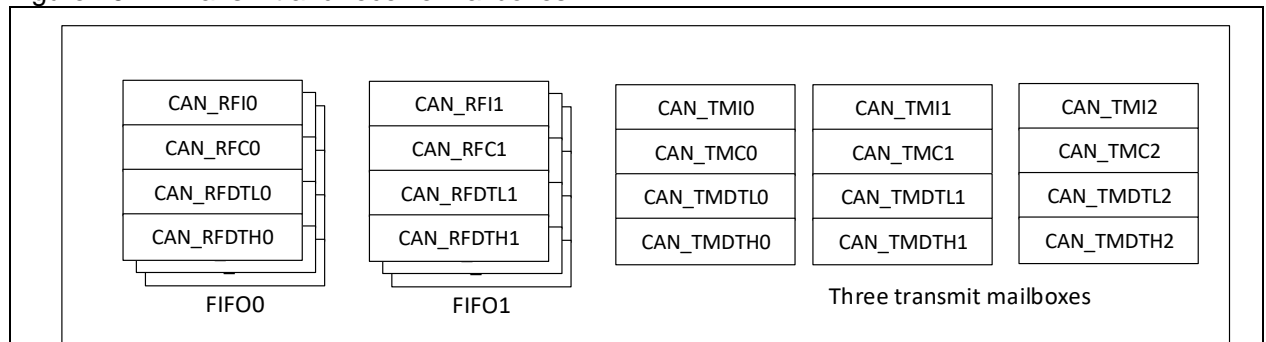 CAN_RFI0
CAN_RFC0
CAN_RFDTL0
CAN_RFDTH0
FIFO0
CAN_RFI1
CAN_RFC1
CAN_RFDTL1
CAN_RFDTH1
FIFO1
CAN_TMI0
CAN_TMC0
CAN_TMDTL0
CAN_TMDTH0
CAN_TMI1
CAN_TMC1
CAN_TMDTL1
CAN_TMDTH1
CAN_TMI2
CAN_TMC2
CAN_TMDTL2
CAN_TMDTH2
Three transmit mailboxes